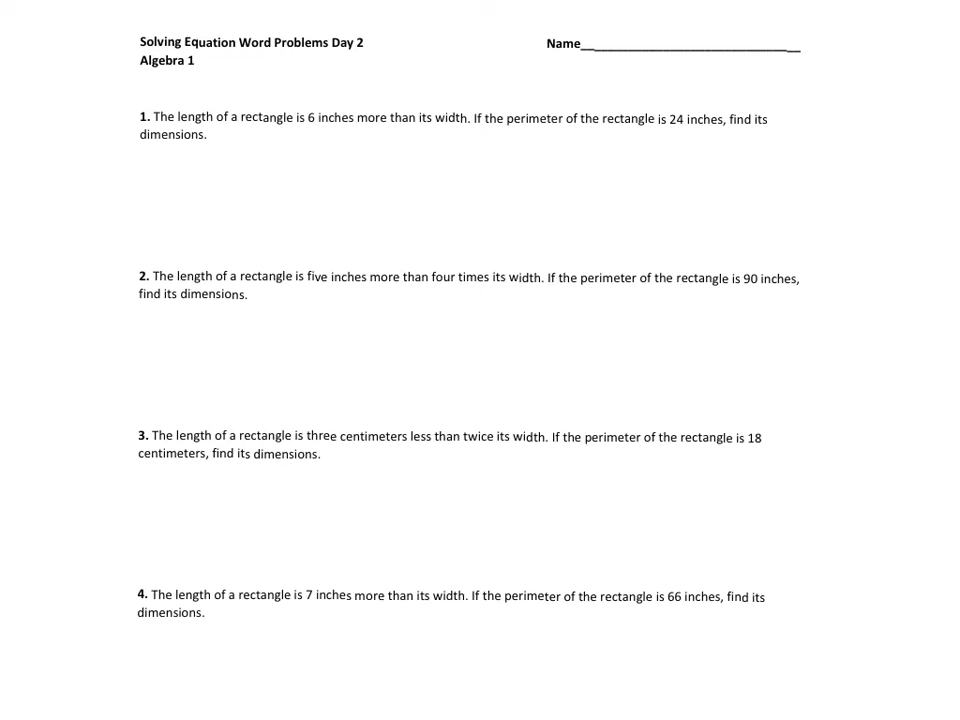 Solving Equation Word Problems Day 2
Name_________________________________
Algebra 1
1. The length of a rectangle is 6 inches more than its width. If the perimeter of the rectangle is 24 inches, find its
dimensions.
2. The length of a rectangle is five inches more than four times its width. If the perimeter of the rectangle is 90 inches,
find its dimensions.
3. The length of a rectangle is three centimeters less than twice its width. If the perimeter of the rectangle is 18
centimeters, find its dimensions.
4. The length of a rectangle is 7 inches more than its width. If the perimeter of the rectangle is 66 inches, find its
dimensions.